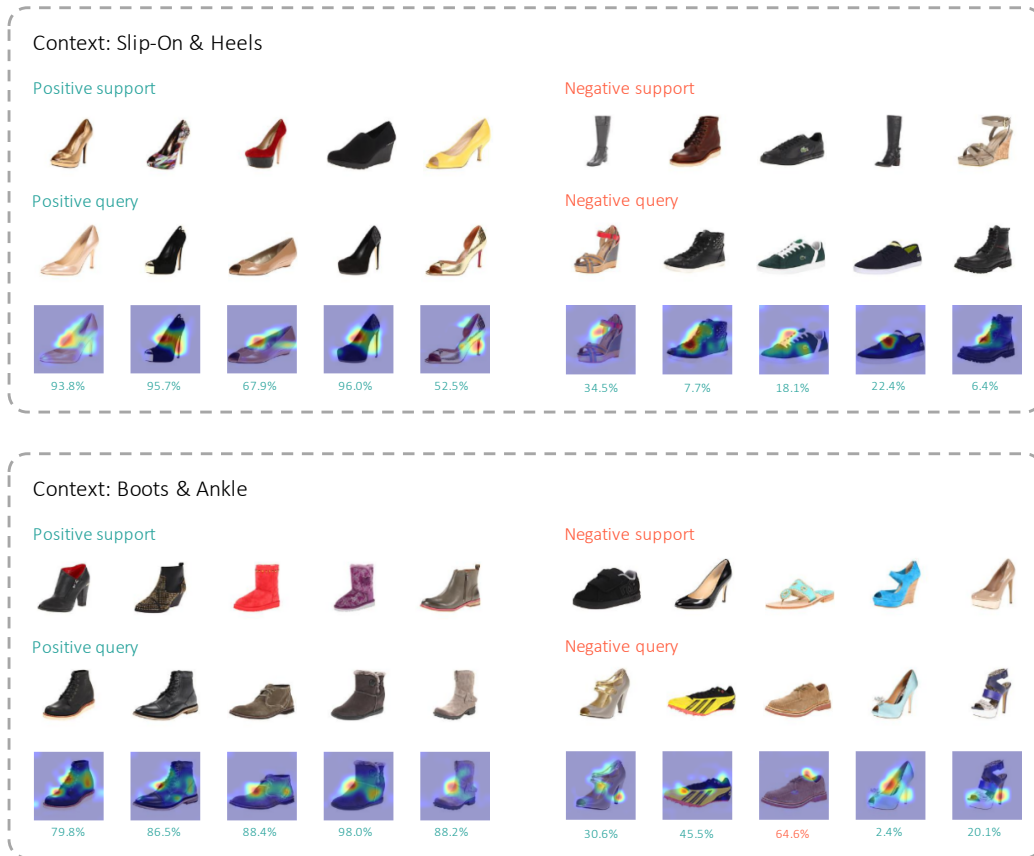 Context: Slip-On & Heels
Positive support
Negative support
Positive query
Negative query
93.8%
95.7%
67.9%
96.0%
52.5%
34.5%
7.7%
18.1%
22.4%
6.4%
Context: Boots & Ankle
Positive support
Negative support
Positive query
Negative query
79.8%
86.5%
88.4%
98.0%
88.2%
30.6%
45.5%
64.6%
2.4%
20.1%